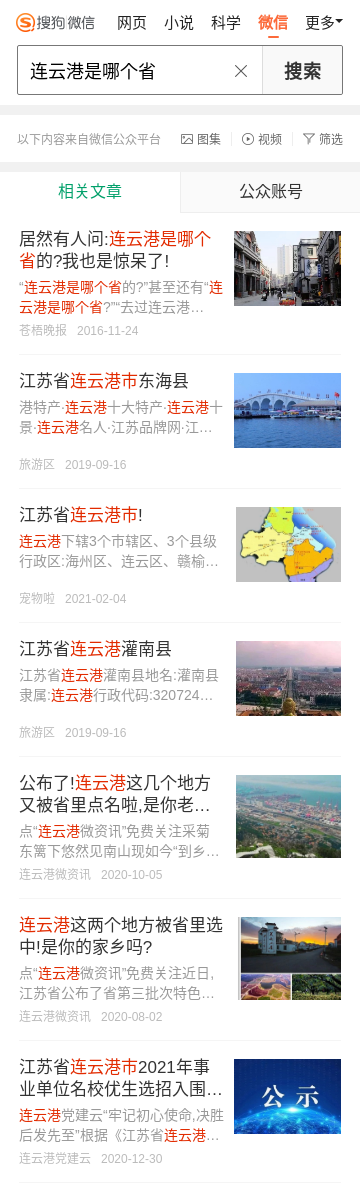 搜狗微信
网页 小说 科学 微信 更多
连云港是哪个省
搜索
以下内容来自微信公众平台
图集 视频 筛选
相关文章 公众账号
居然有人问:连云港是哪个
省的?我也是惊呆了!
“连云港是哪个省的?”甚至还有“连
云港是哪个省?”“去过连云港…
苍梧晚报 2016-11-24
江苏省连云港市东海县
港特产·连云港十大特产·连云港十
景·连云港名人·江苏品牌网·江…
旅游区 2019-09-16
江苏省连云港市!
连云港下辖3个市辖区、3个县级
行政区:海州区、连云区、赣榆…
宠物啦 2021-02-04
江苏省连云港灌南县
江苏省连云港灌南县地名:灌南县
隶属:连云港行政代码:320724…
旅游区 2019-09-16
公布了!连云港这几个地方
又被省里点名啦,是你老…
点“连云港微资讯”免费关注采菊
东篱下悠然见南山现如今“到乡…
连云港微资讯 2020-10-05
连云港这两个地方被省里选
中!是你的家乡吗?
点“连云港微资讯”免费关注近日,
江苏省公布了省第三批次特色…
连云港微资讯 2020-08-02
江苏省连云港市2021年事
业单位名校优生选招入围…
连云港党建云“牢记初心使命,决胜
后发先至”根据《江苏省连云港…
连云港党建云 2020-12-30
公 示